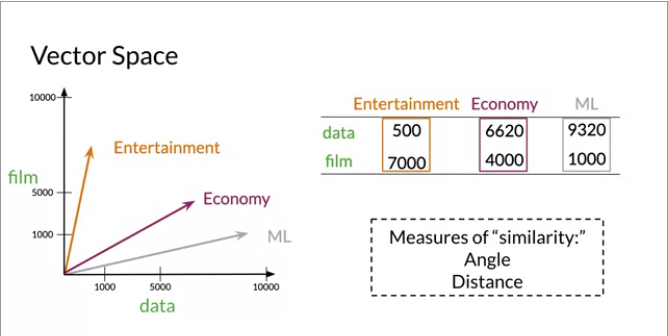 Vector Space
10000
film
5000
1000
Entertainment
Economy
ML
1000 5000 10000
data
Entertainment Economy ML
data 500 6620 9320
film 7000 4000 1000
Measures of “similarity:”
Angle
Distance